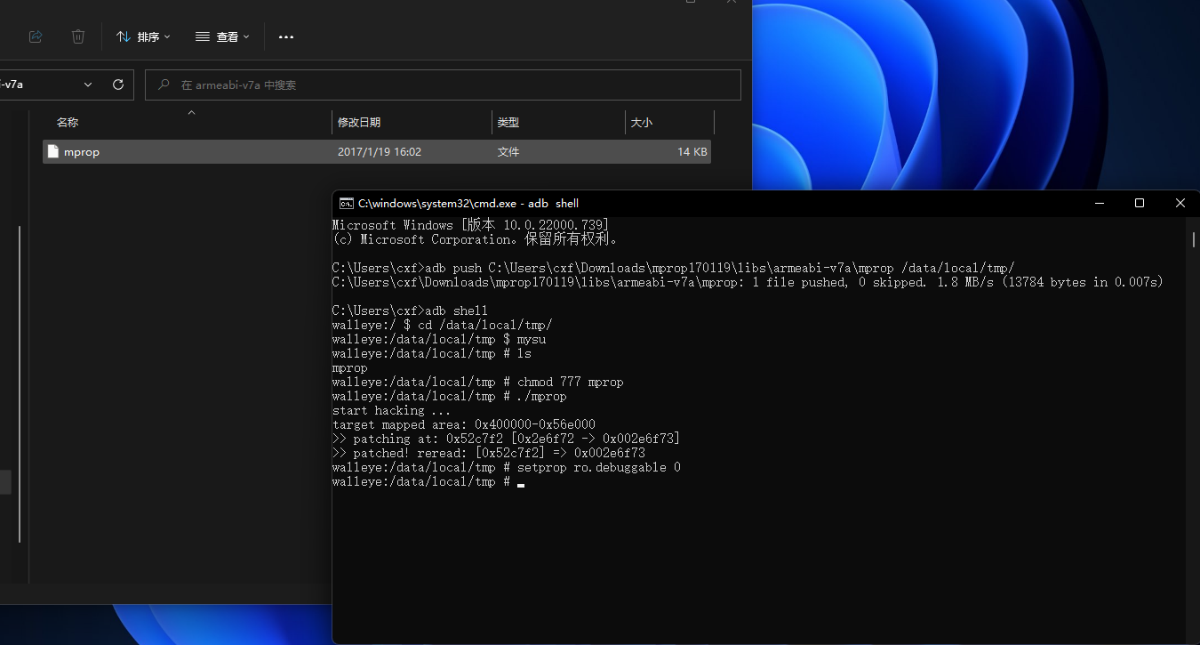 排序
查看
-v7a
在 armeabi-v7a 中搜索
名称 修改日期 类型 大小
mprop 2017/1/19 16:02 文件 14 KB
C:\windows\system32\cmd.exe - adb shell
Microsoft Windows [版本 10.0.22000.739]
(c) Microsoft Corporation。保留所有权利。
C:\Users\cxf>adb push C:\Users\cxf\Downloads\mprop170119\libs\armeabi-v7a\mprop /data/local/tmp/
C:\Users\cxf\Downloads\mprop170119\libs\armeabi-v7a\mprop: 1 file pushed, 0 skipped. 1.8 MB/s (13784 bytes in 0.007s)
C:\Users\cxf>adb shell
walleye:/ $ cd /data/local/tmp/
walleye:/data/local/tmp $ mysu
walleye:/data/local/tmp # ls
mprop
walleye:/data/local/tmp # chmod 777 mprop
walleye:/data/local/tmp # ./mprop
start hacking ...
target mapped area: 0x400000-0x56e000
>> patching at: 0x52c7f2 [0x2e6f72 -> 0x002e6f73]
>> patched! reread: [0x52c7f2] => 0x002e6f73
walleye:/data/local/tmp # setprop ro.debuggable 0
walleye:/data/local/tmp #